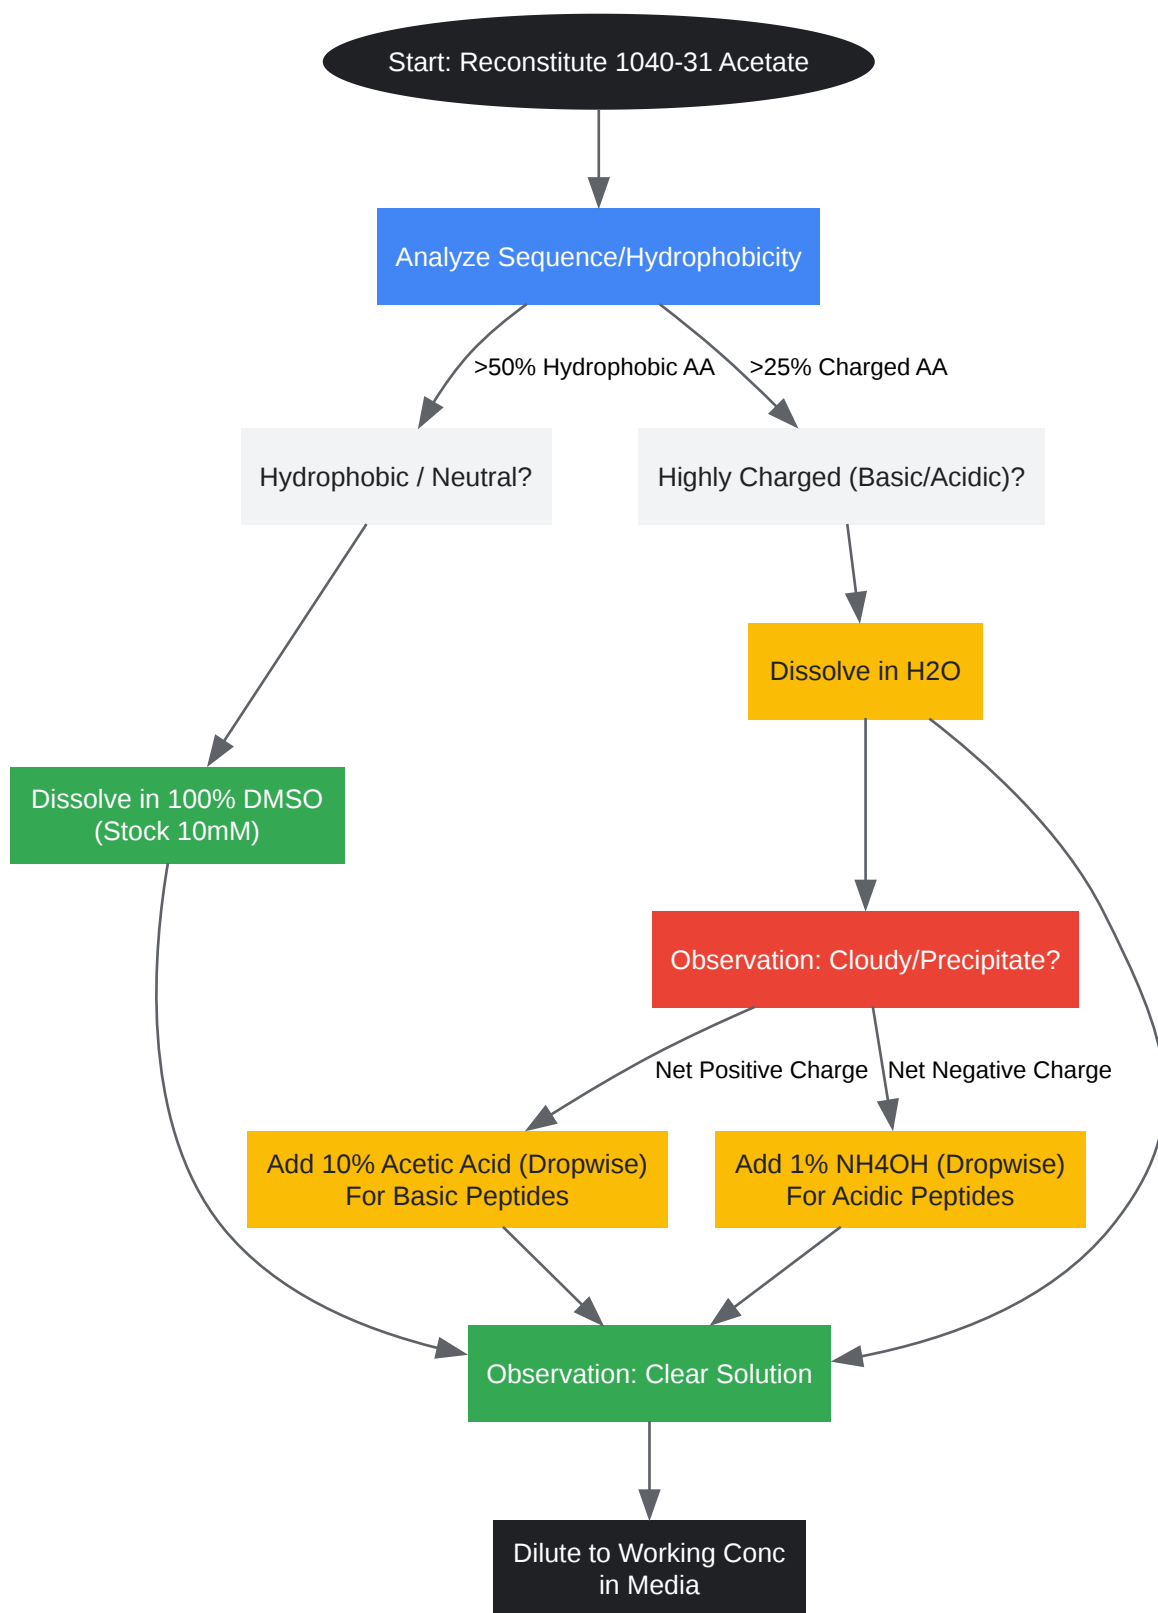 Start: Reconstitute 1040-31 Acetate
Analyze Sequence/Hydrophobicity
>50% Hydrophobic AA
>25% Charged AA
Hydrophobic / Neutral?
Highly Charged (Basic/Acidic)?
Dissolve in H2O
Dissolve in 100% DMSO
(Stock 10mM)
Observation: Cloudy/Precipitate?
Net Positive Charge
Net Negative Charge
Add 10% Acetic Acid (Dropwise)
For Basic Peptides
Add 1% NH4OH (Dropwise)
For Acidic Peptides
Observation: Clear Solution
Dilute to Working Conc
in Media